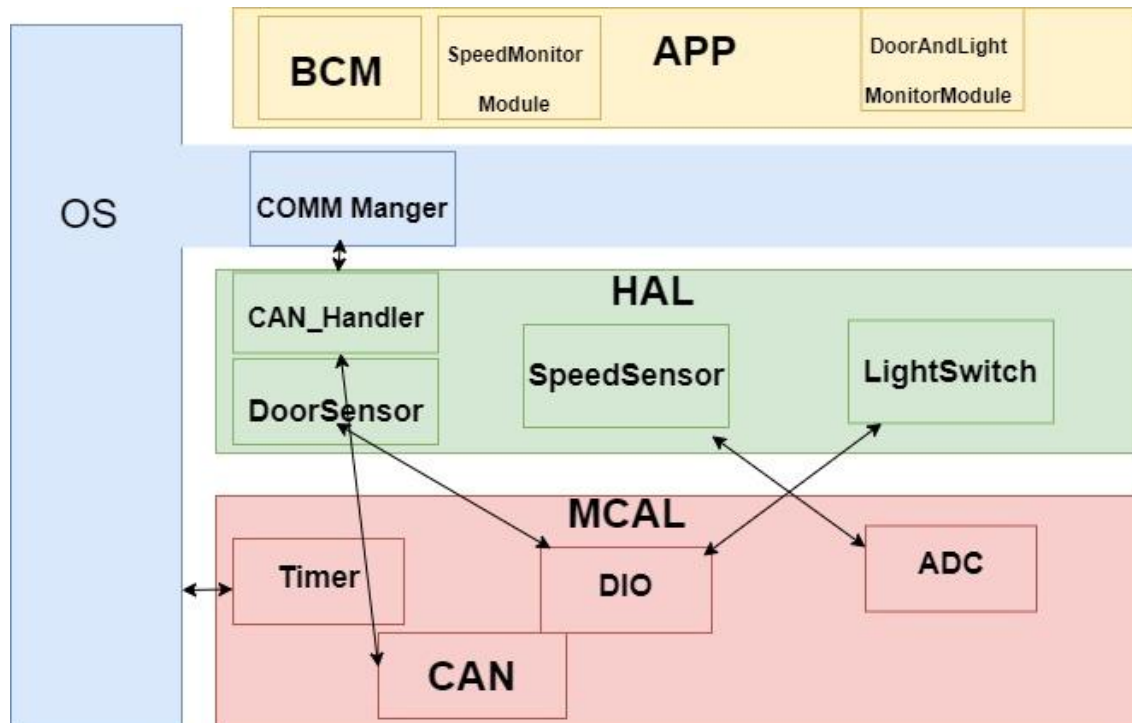 BCM
SpeedMonitor
Module
APP
DoorAndLight
MonitorModule
OS
COMM Manger
HAL
CAN_Handler
SpeedSensor
LightSwitch
DoorSensor
MCAL
Timer
DIO
ADC
CAN